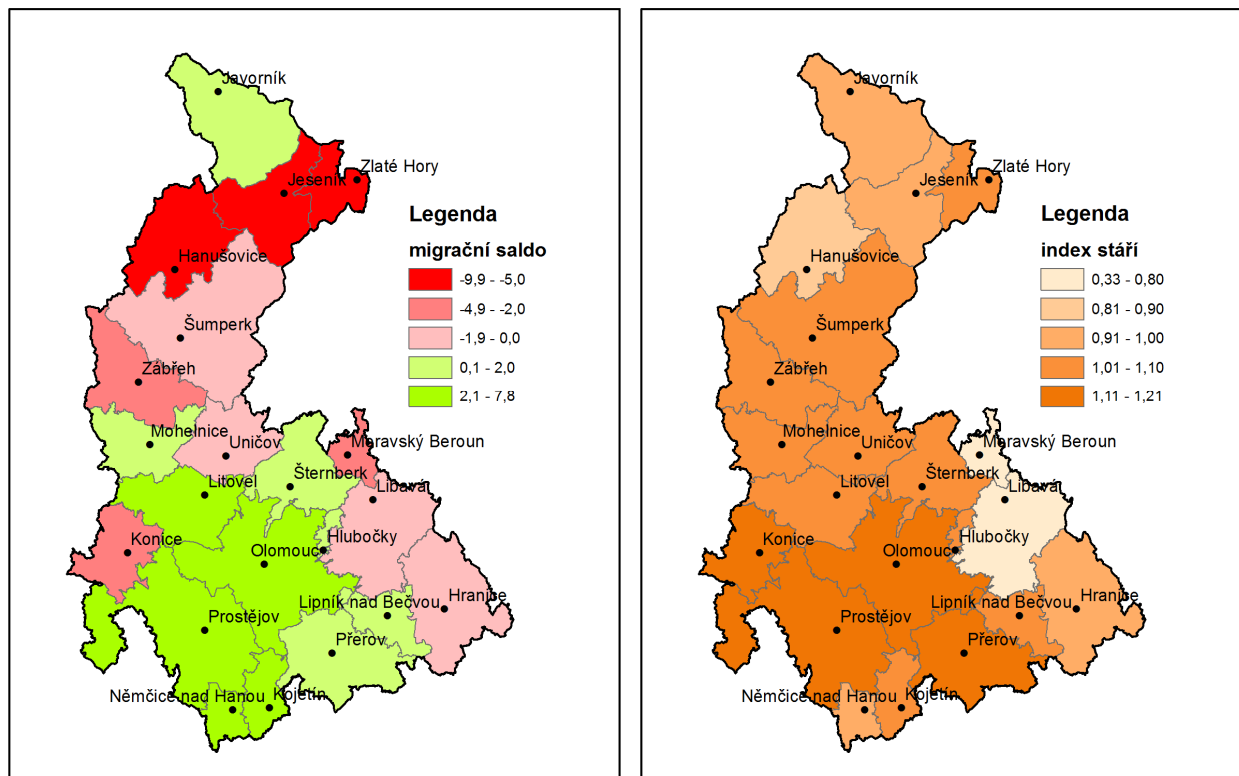 Javorník
Zlaté Hory
Jeseník
Legenda
migrační saldo
Hanušovice
-9,9 - -5,0
-4,9 - -2,0
Šumperk
-1,9 - 0,0
Zábřeh
0,1 - 2,0
2,1 - 7,8
Mohelnice
Uničov
Moravský Beroun
Šternberk
Litovel
Libavá
Konice
Olomouc
Hlubočky
Lipník nad Bečvou
Hranice
Prostějov
Přerov
Němčice nad Hanou
Kojetín
Javorník
Zlaté Hory
Jeseník
Legenda
index stáří
Hanušovice
0,33 - 0,80
0,81 - 0,90
Šumperk
0,91 - 1,00
Zábřeh
1,01 - 1,10
1,11 - 1,21
Mohelnice
Uničov
Moravský Beroun
Šternberk
Litovel
Libavá
Konice
Olomouc
Hlubočky
Lipník nad Bečvou
Hranice
Prostějov
Přerov
Němčice nad Hanou
Kojetín